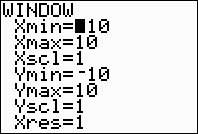 WINDOW
Xmin=-10
Xmax=10
Xscl=1
Ymin=-10
Ymax=10
Yscl=1
Xres=1